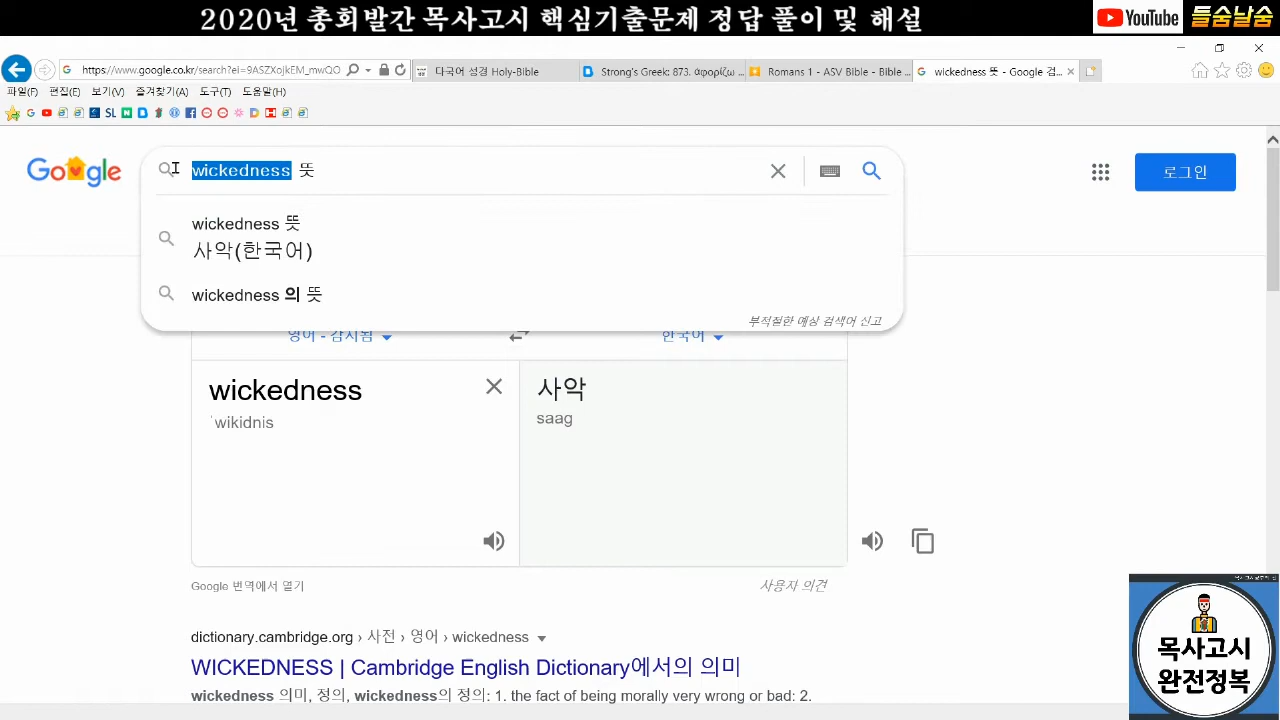 2020년 총회발간 목사고시 핵심기출문제 정답 풀이 및 해설
YouTube 들숨날숨
https://www.google.co.kr/search?ei=9ASZXojkEM_mwQO
다국어 성경 Holy-Bible
Strong's Greek: 873. ἀφορίζω ...
Romans 1 - ASV Bible - Bible ...
wickedness 뜻 - Google 검...
파일(F) 편집(E) 보기(V) 즐겨찾기(A) 도구(T) 도움말(H)
Google
wickedness 뜻
로그인
wickedness 뜻
사악(한국어)
wickedness 의 뜻
부적절한 예상 검색어 신고
영어 - 감지됨
한국어
wickedness
사악
ˈwikidnis
saag
Google 번역에서 열기
사용자 의견
dictionary.cambridge.org › 사전 › 영어 › wickedness
WICKEDNESS | Cambridge English Dictionary에서의 의미
wickedness 의미, 정의, wickedness의 정의: 1. the fact of being morally very wrong or bad: 2.
목사고시
완전정복